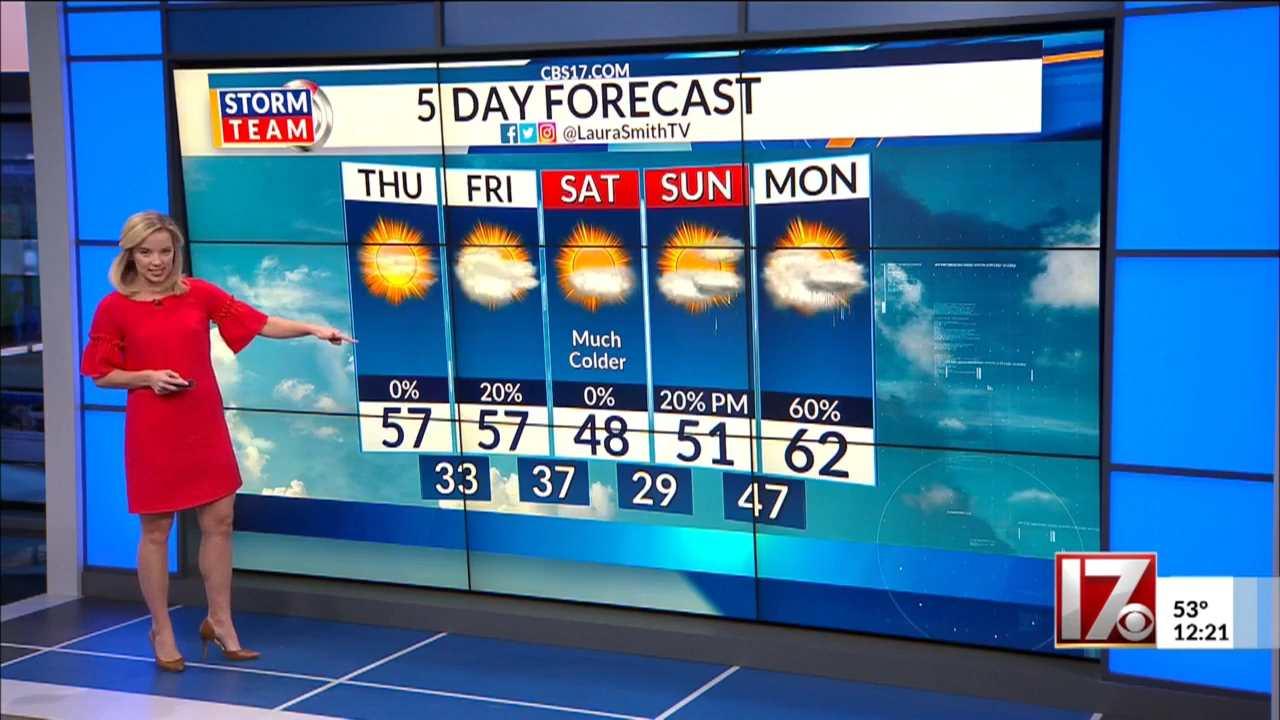 CBS17.COM
STORM
TEAM
5 DAY FORECAST
@LauraSmithTV
THU
FRI
SAT
SUN
MON
Much
Colder
0%
20%
0%
20% PM
60%
57
57
48
51
62
33
37
29
47
17
53°
12:21